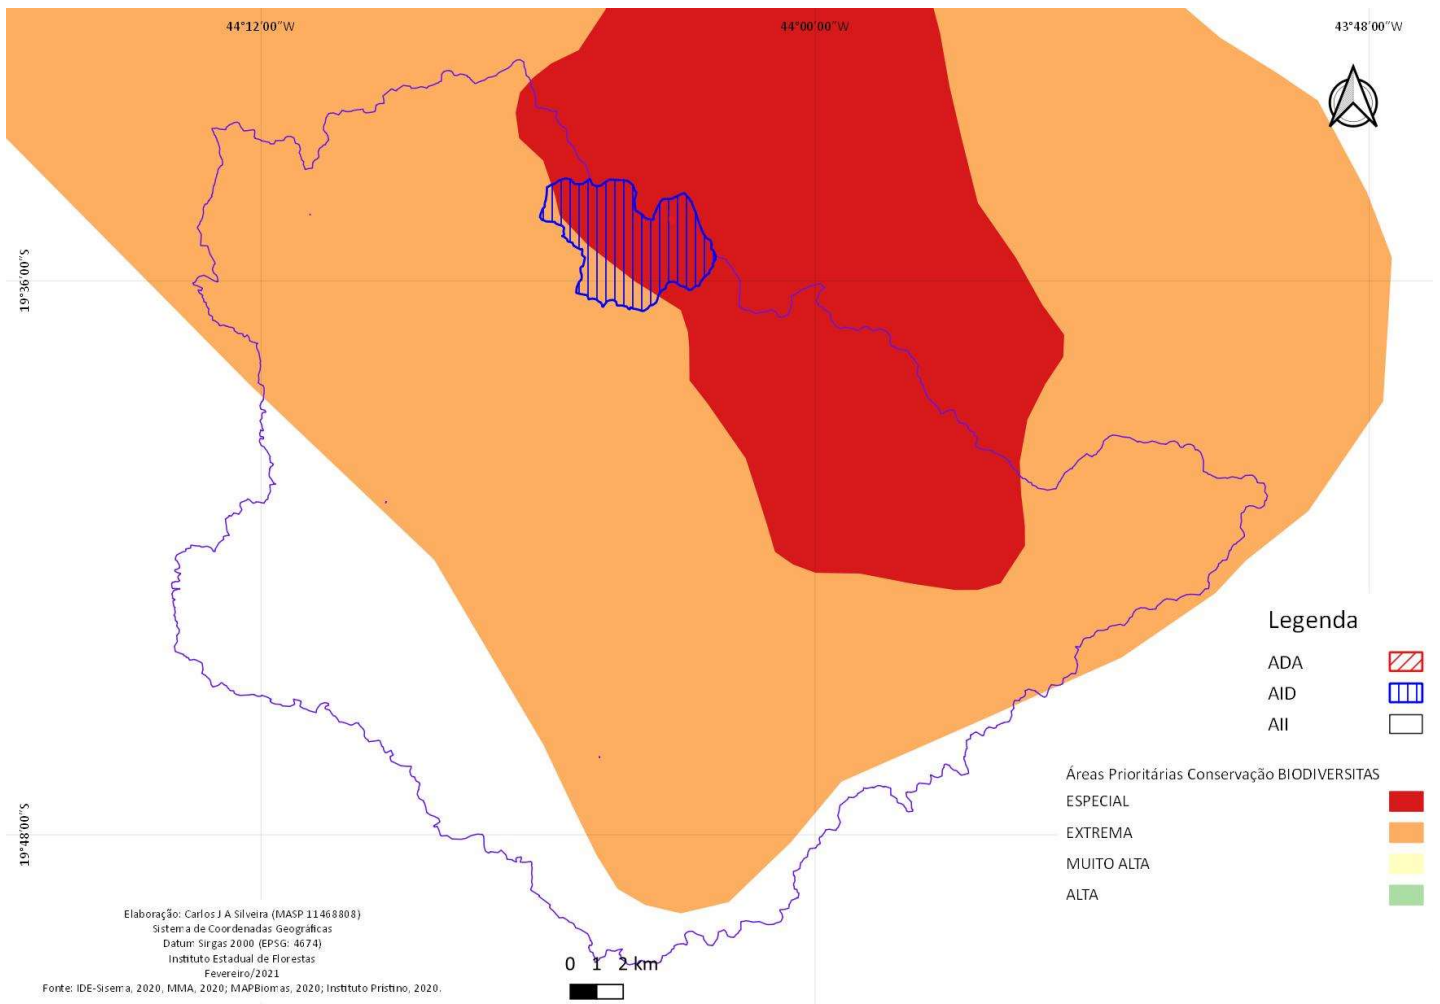 44°12'00"W
44°00'00"W
43°48'00"W
19°36'00"S
19°48'00"S
Legenda
ADA
AID
AII
Áreas Prioritárias Conservação BIODIVERSITAS
ESPECIAL
EXTREMA
MUITO ALTA
ALTA
Elaboração: Carlos J A Silveira (MASP 11468808)
Sistema de Coordenadas Geográficas
Datum Sirgas 2000 (EPSG: 4674)
Instituto Estadual de Florestas
Fevereiro/2021
Fonte: IDE-Sisema, 2020, MMA, 2020; MAPBiomas, 2020; Instituto Prístino, 2020.
0 1 2 km